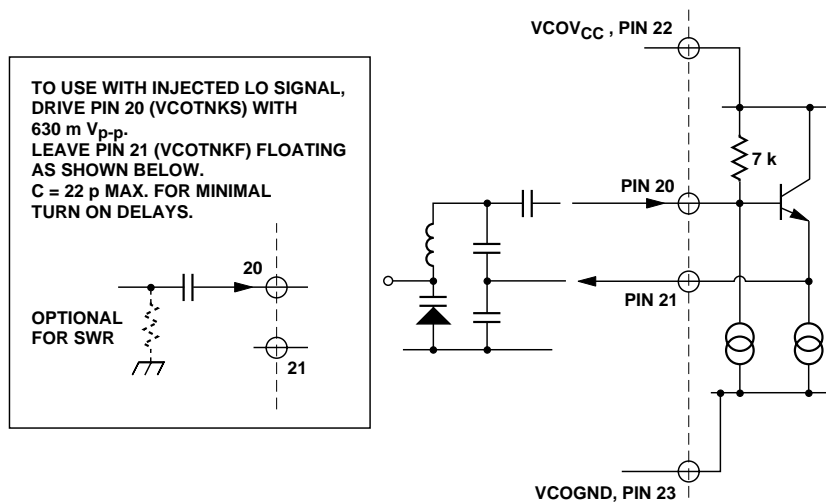 VCOVCC , PIN 22
TO USE WITH INJECTED LO SIGNAL,
DRIVE PIN 20 (VCOTNKS) WITH
630 m Vp-p.
LEAVE PIN 21 (VCOTNKF) FLOATING
AS SHOWN BELOW.
C = 22 p MAX. FOR MINIMAL
TURN ON DELAYS.
7 k
PIN 20
20
PIN 21
OPTIONAL
FOR SWR
21
VCOGND, PIN 23